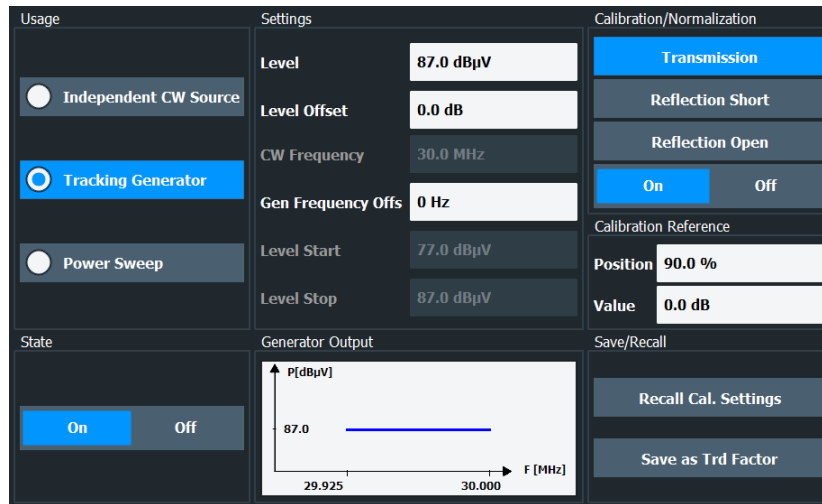 Usage
Independent CW Source
Tracking Generator
Power Sweep
Settings
Level 87.0 dBµV
Level Offset 0.0 dB
CW Frequency 30.0 MHz
Gen Frequency Offs 0 Hz
Level Start 77.0 dBµV
Level Stop 87.0 dBµV
Calibration/Normalization
Transmission
Reflection Short
Reflection Open
On Off
Calibration Reference
Position 90.0 %
Value 0.0 dB
State
On Off
Generator Output
P[dBµV]
87.0
F [MHz]
29.925 30.000
Save/Recall
Recall Cal. Settings
Save as Trd Factor